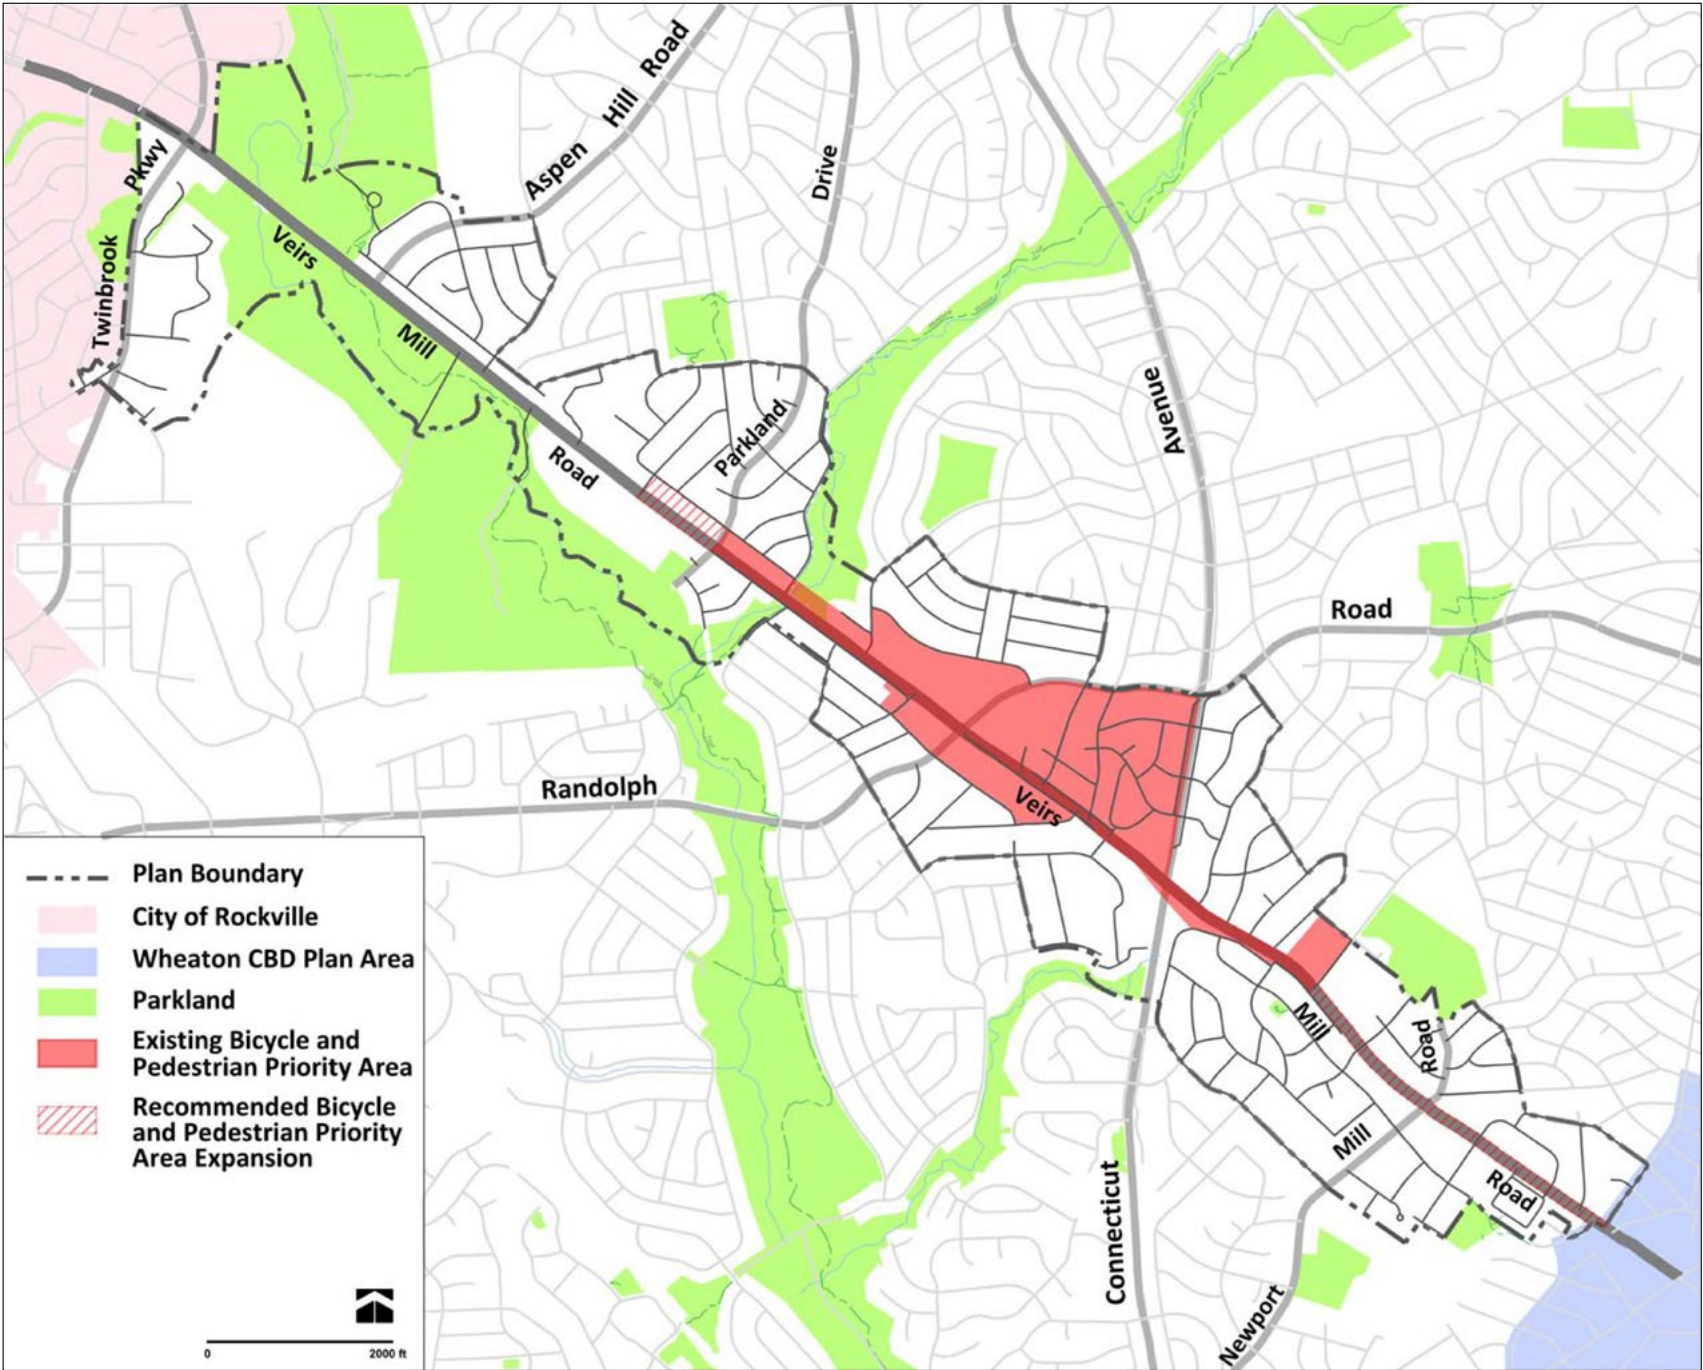 Aspen Hill Road
Drive
Twinbrook Pkwy
Veirs
Mill
Road
Parkland
Avenue
Road
Randolph
Veirs
Mill
Road
Mill
Road
Connecticut
Newport
Plan Boundary
City of Rockville
Wheaton CBD Plan Area
Parkland
Existing Bicycle and
Pedestrian Priority Area
Recommended Bicycle
and Pedestrian Priority
Area Expansion
0 2000 ft